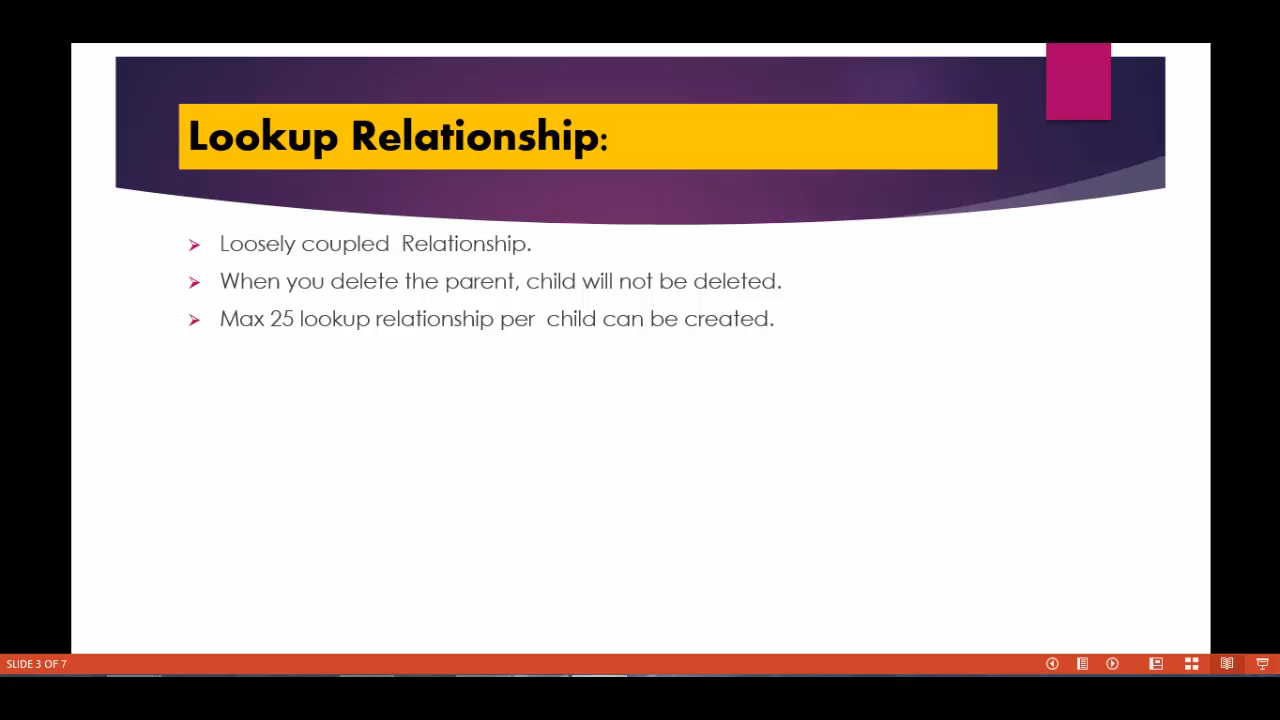 Lookup Relationship:
Loosely coupled  Relationship.
When you delete the parent, child will not be deleted.
Max 25 lookup relationship per  child can be created.
SLIDE 3 OF 7